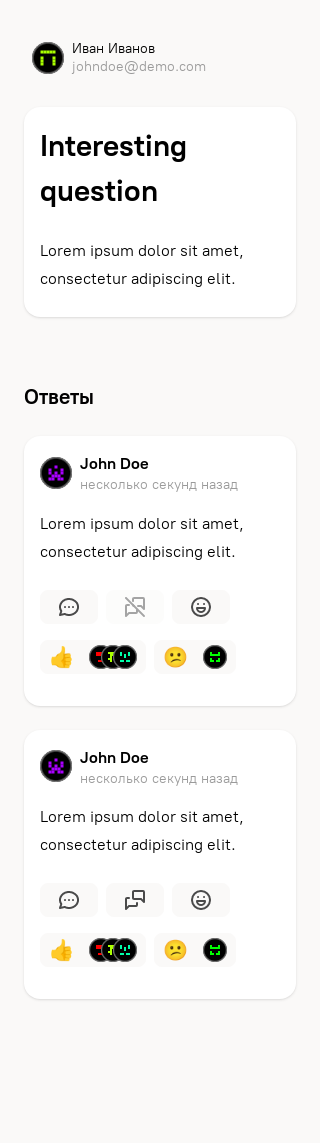 Иван Иванов
johndoe@demo.com
Interesting
question
Lorem ipsum dolor sit amet,
consectetur adipiscing elit.
Ответы
John Doe
несколько секунд назад
Lorem ipsum dolor sit amet,
consectetur adipiscing elit.
John Doe
несколько секунд назад
Lorem ipsum dolor sit amet,
consectetur adipiscing elit.